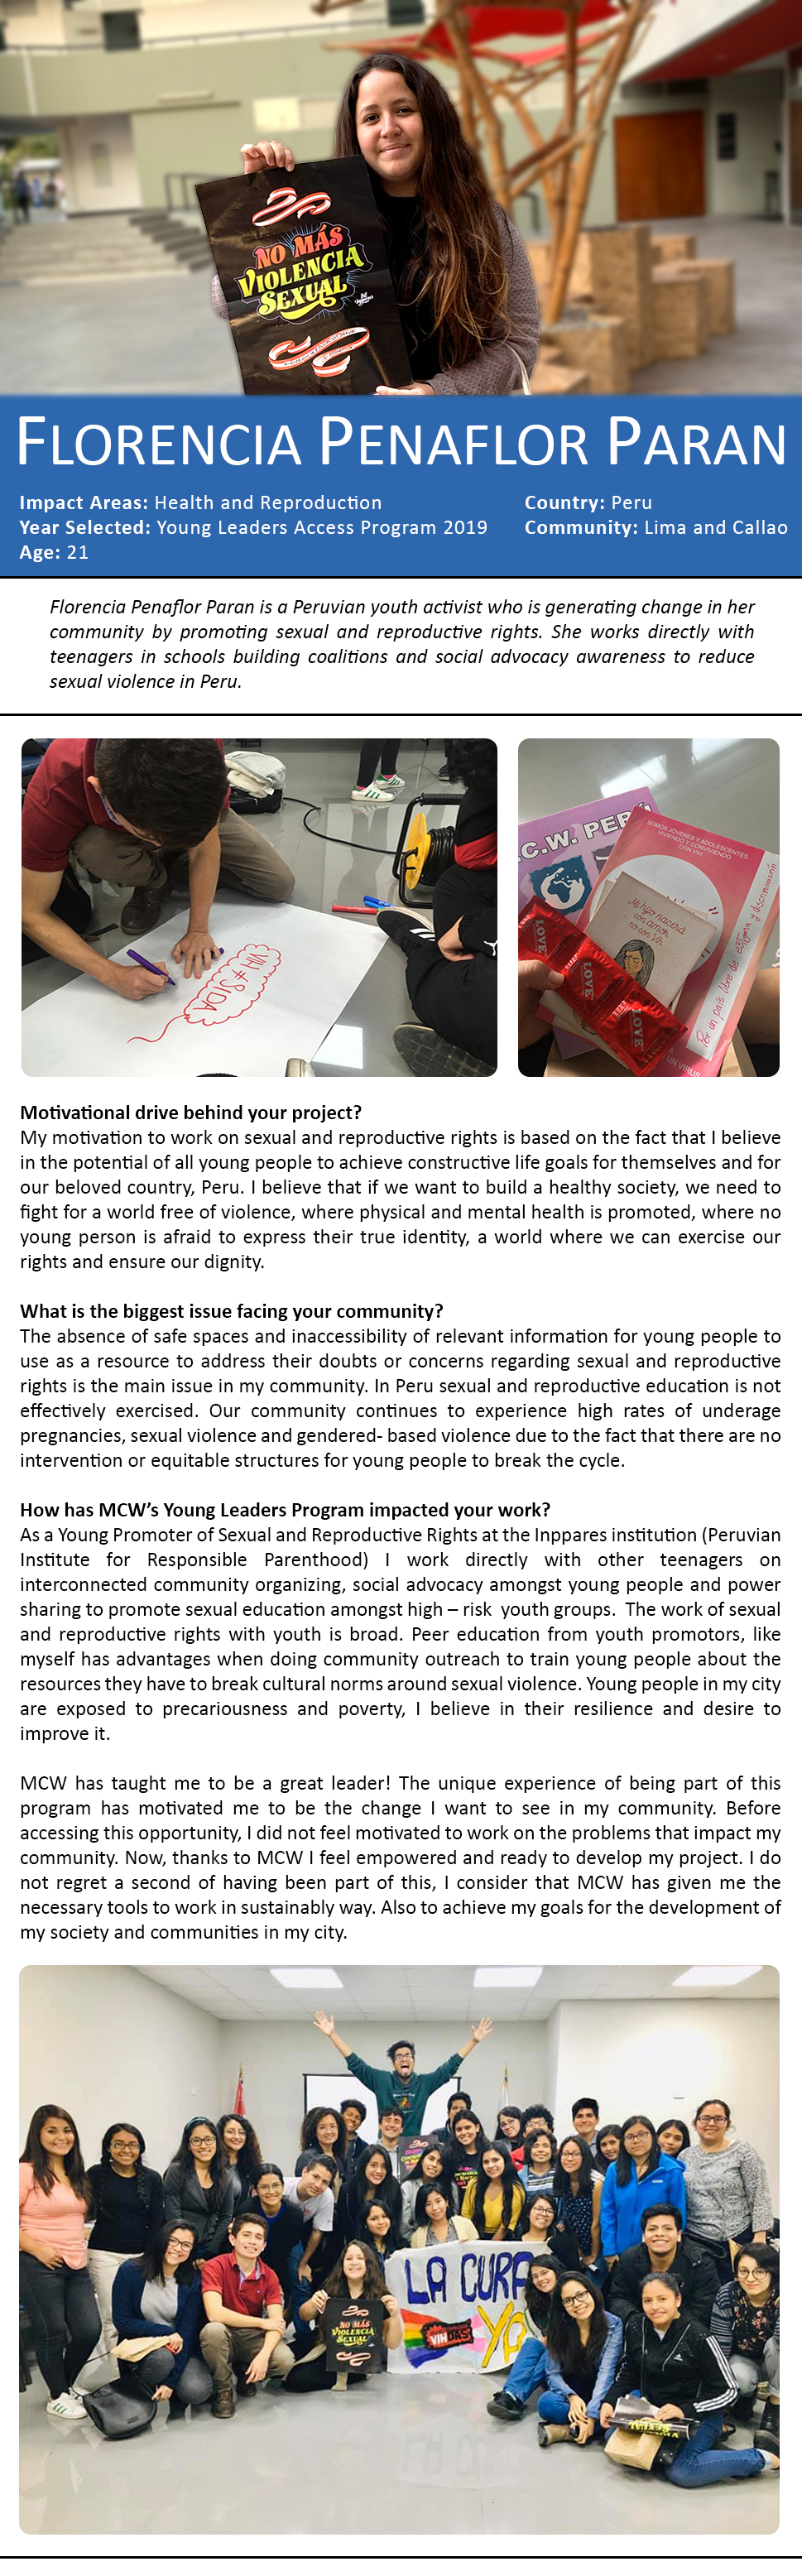 NO MÁS
VIOLENCIA
SEXUAL
FLORENCIA PENAFLOR PARAN
Impact Areas: Health and Reproduction
Year Selected: Young Leaders Access Program 2019
Age: 21
Country: Peru
Community: Lima and Callao
Florencia Penaflor Paran is a Peruvian youth activist who is generating change in her
community by promoting sexual and reproductive rights. She works directly with
teenagers in schools building coalitions and social advocacy awareness to reduce
sexual violence in Peru.
VIH ≠ SIDA
.C.W. PERÚ
SOMOS JÓVENES Y ADOLESCENTES
VIVIENDO Y CONVIVIENDO
CON VIH
Mi hijo nacerá
con amor,
no con VIH
Por un país libre de estigma y discriminación
LOVE
LOVE
LOVE
UN VIRUS
Motivational drive behind your project?
My motivation to work on sexual and reproductive rights is based on the fact that I believe
in the potential of all young people to achieve constructive life goals for themselves and for
our beloved country, Peru. I believe that if we want to build a healthy society, we need to
fight for a world free of violence, where physical and mental health is promoted, where no
young person is afraid to express their true identity, a world where we can exercise our
rights and ensure our dignity.
What is the biggest issue facing your community?
The absence of safe spaces and inaccessibility of relevant information for young people to
use as a resource to address their doubts or concerns regarding sexual and reproductive
rights is the main issue in my community. In Peru sexual and reproductive education is not
effectively exercised. Our community continues to experience high rates of underage
pregnancies, sexual violence and gendered- based violence due to the fact that there are no
intervention or equitable structures for young people to break the cycle.
How has MCW's Young Leaders Program impacted your work?
As a Young Promoter of Sexual and Reproductive Rights at the Inppares institution (Peruvian
Institute for Responsible Parenthood) I work directly with other teenagers on
interconnected community organizing, social advocacy amongst young people and power
sharing to promote sexual education amongst high – risk youth groups. The work of sexual
and reproductive rights with youth is broad. Peer education from youth promotors, like
myself has advantages when doing community outreach to train young people about the
resources they have to break cultural norms around sexual violence. Young people in my city
are exposed to precariousness and poverty, I believe in their resilience and desire to
improve it.
MCW has taught me to be a great leader! The unique experience of being part of this
program has motivated me to be the change I want to see in my community. Before
accessing this opportunity, I did not feel motivated to work on the problems that impact my
community. Now, thanks to MCW I feel empowered and ready to develop my project. I do
not regret a second of having been part of this, I consider that MCW has given me the
necessary tools to work in sustainably way. Also to achieve my goals for the development of
my society and communities in my city.
LA CURA
YA
VIHDAS
NO MÁS
VIOLENCIA
SEXUAL